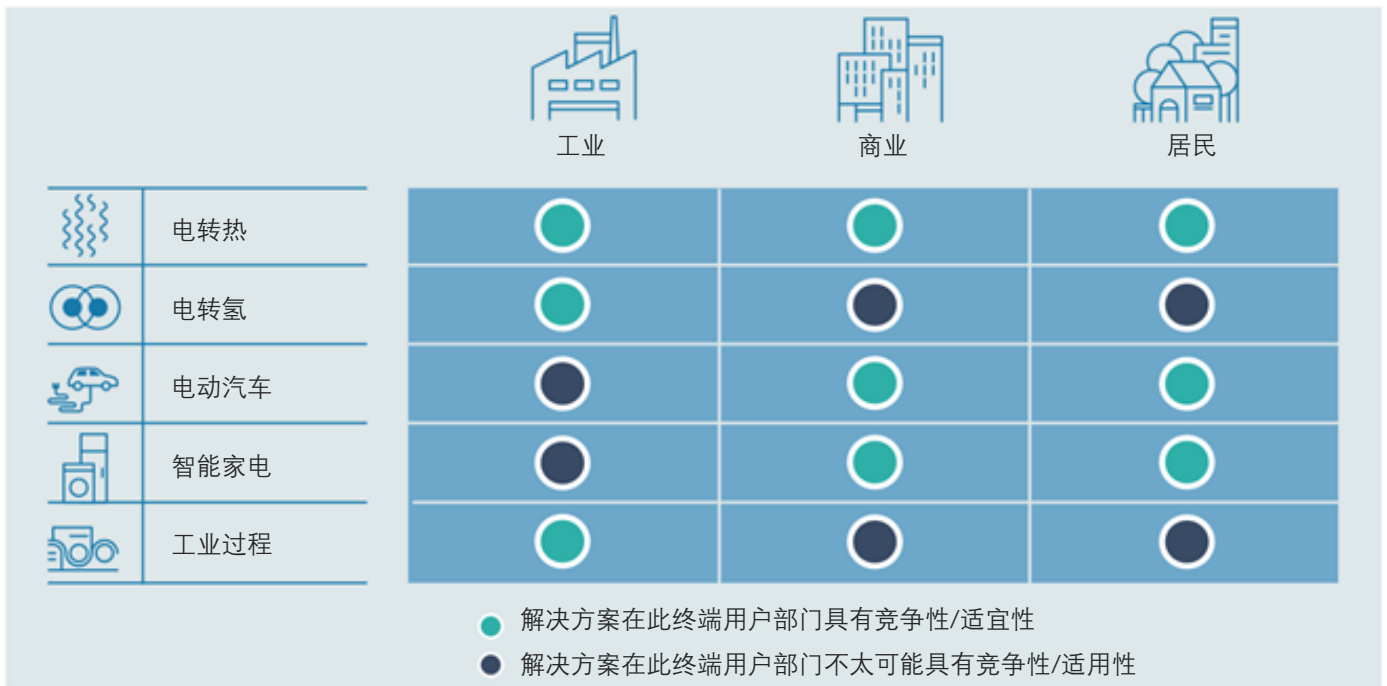 工业 商业 居民
电转热
电转氢
电动汽车
智能家电
工业过程
解决方案在此终端用户部门具有竞争性/适宜性
解决方案在此终端用户部门不太可能具有竞争性/适用性